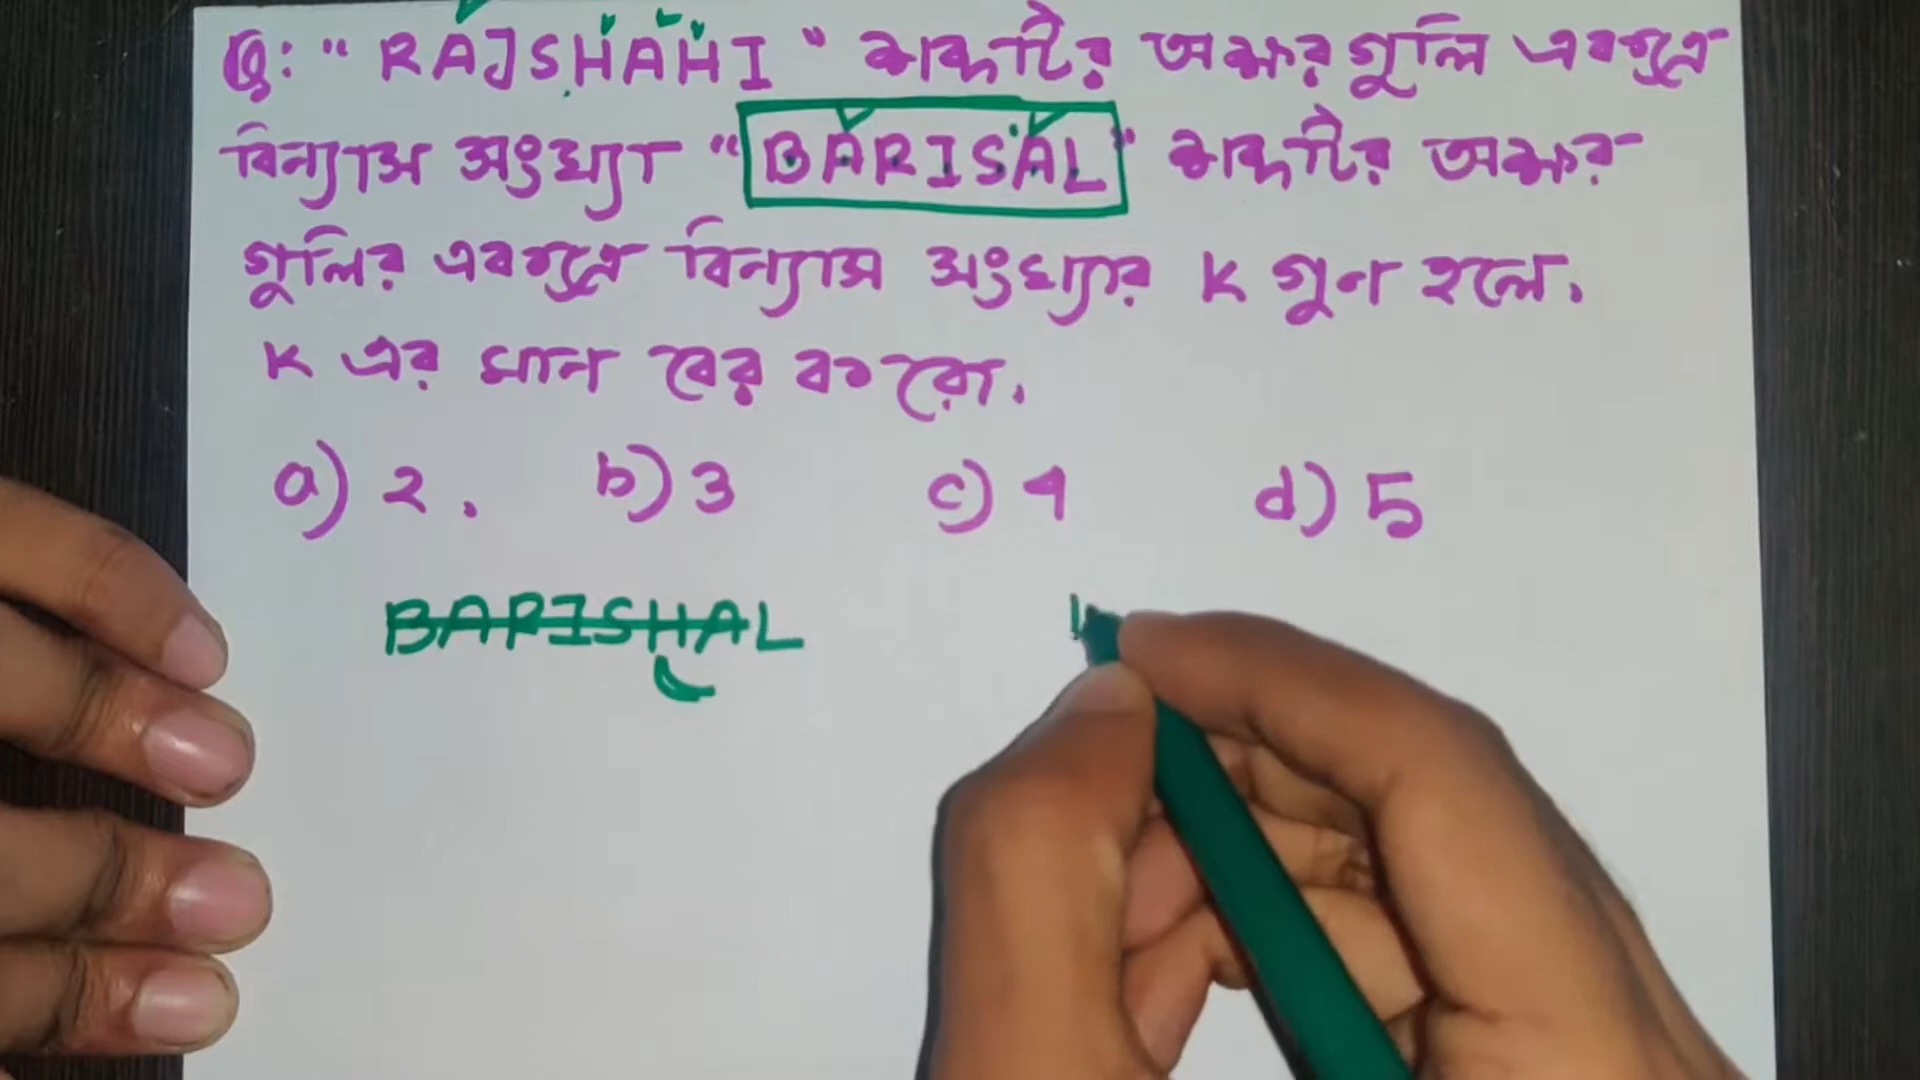 Q: "RAJSHAHI" শব্দটির অক্ষর গুলি একত্রে
বিন্যাস সংখ্যা "BARISAL" শব্দটির অক্ষর
গুলির একত্রে বিন্যাস সংখ্যার K গুণ হলে.
K এর মান বের করো.
a) 2. b) 3 c) 4 d) 5
BARISHAL